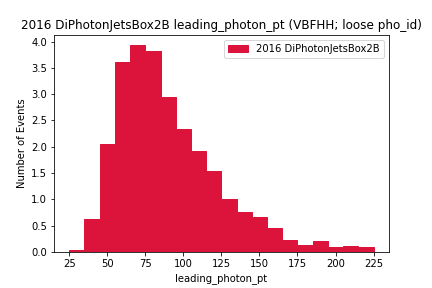 2016 DiPhotonJetsBox2B leading_photon_pt (VBFHH; loose pho_id)
2016 DiPhotonJetsBox2B
Number of Events
4.0
3.5
3.0
2.5
2.0
1.5
1.0
0.5
0.0
25 50 75 100 125 150 175 200 225
leading_photon_pt